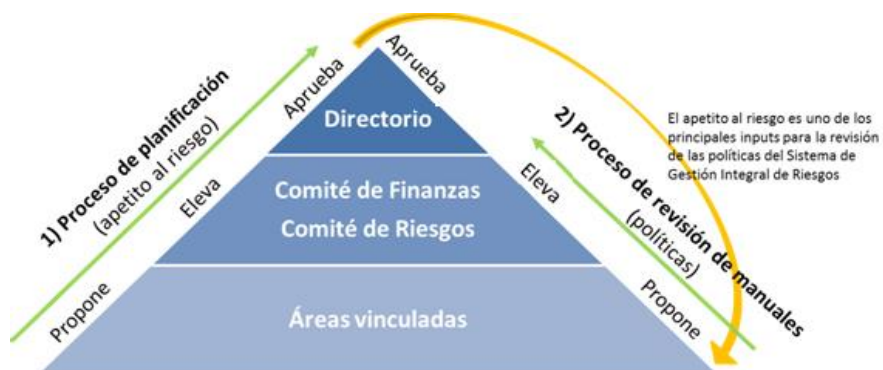 1) Proceso de planificación
(apetito al riesgo)
Propone
Eleva
Aprueba
Directorio
Comité de Finanzas
Comité de Riesgos
Áreas vinculadas
Aprueba
Eleva
Propone
2) Proceso de revisión de manuales
(políticas)
El apetito al riesgo es uno de los
principales inputs para la revisión
de las políticas del Sistema de
Gestión Integral de Riesgos